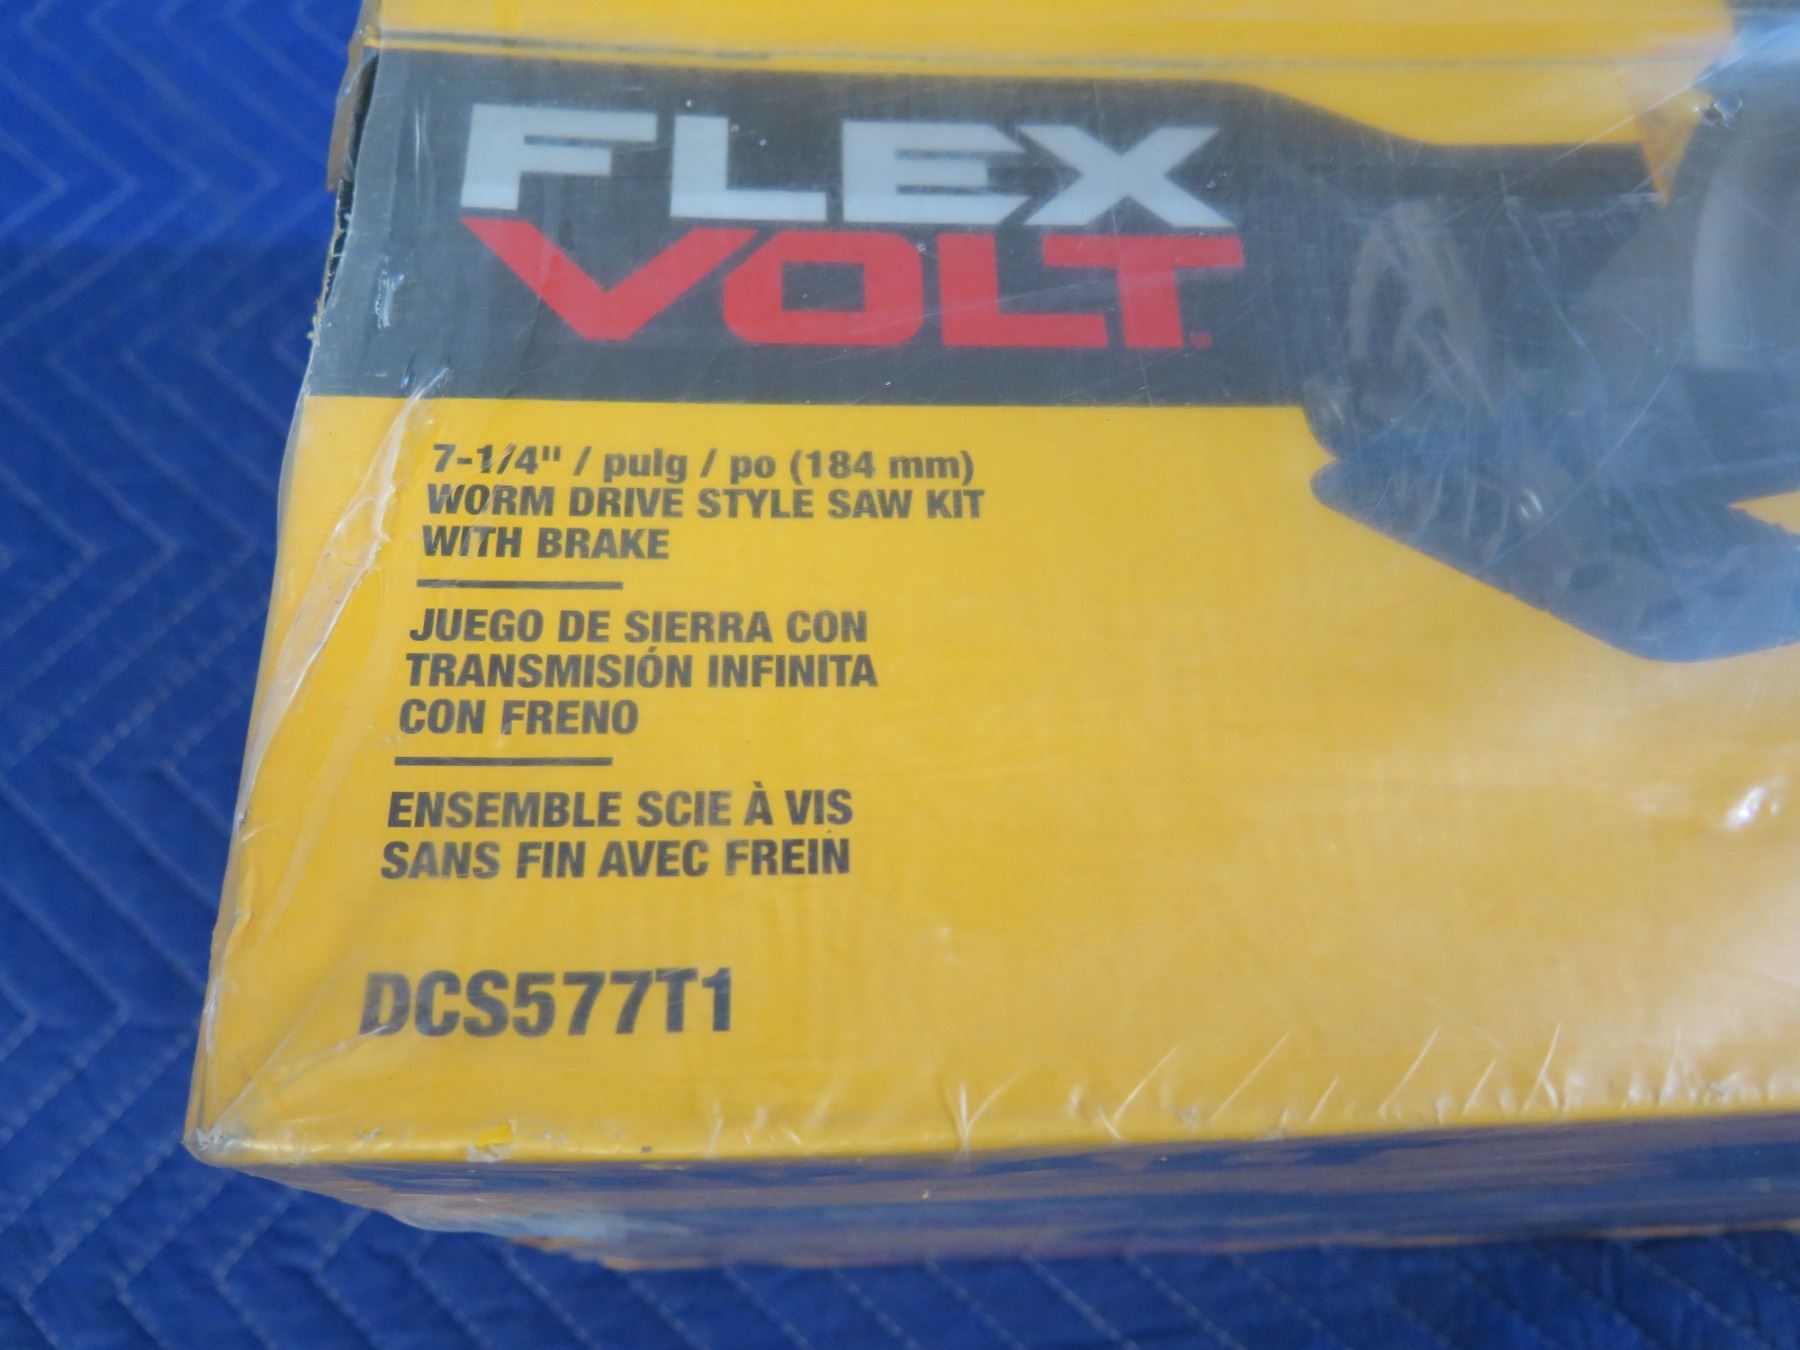 FLEX
VOLT®
7-1/4" / pulg / po (184 mm)
WORM DRIVE STYLE SAW KIT
WITH BRAKE
JUEGO DE SIERRA CON
TRANSMISIÓN INFINITA
CON FRENO
ENSEMBLE SCIE À VIS
SANS FIN AVEC FREIN
DCS577T1